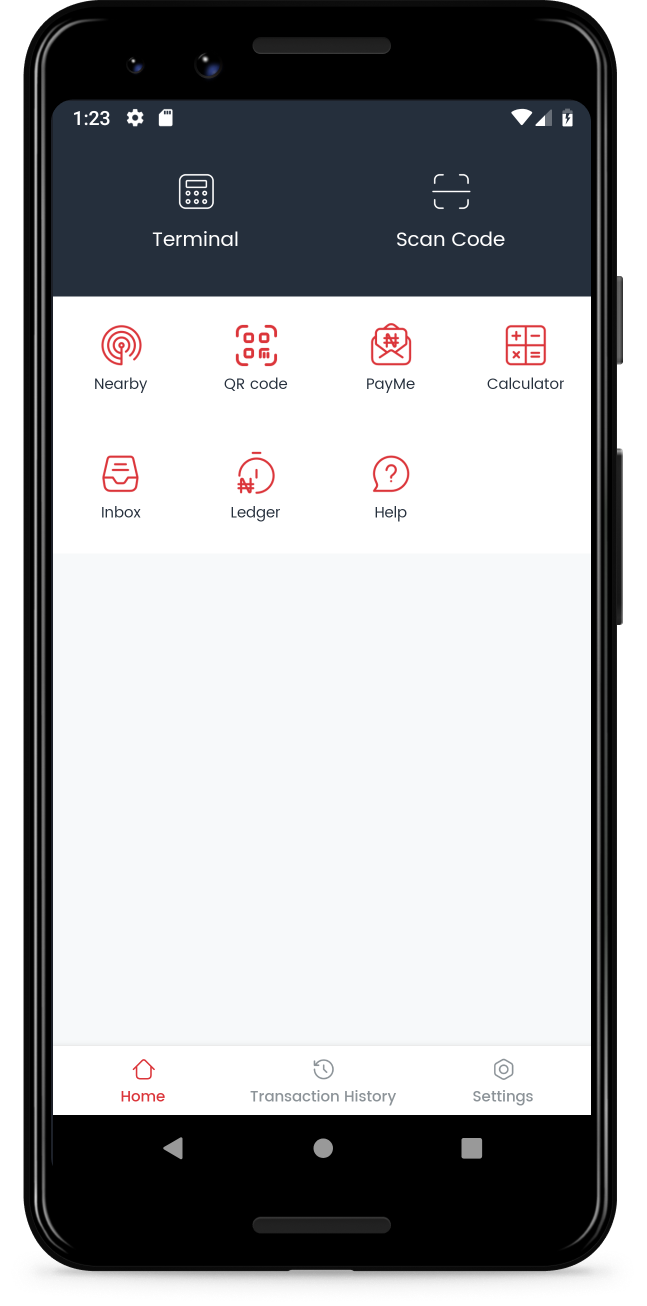 1:23
Terminal Scan Code
Nearby QR code PayMe Calculator
Inbox Ledger Help
Home Transaction History Settings